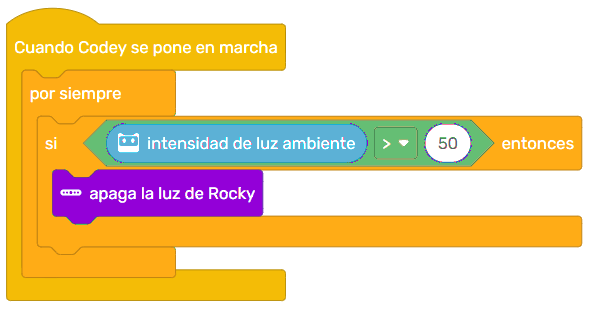 Cuando Codey se pone en marcha
por siempre
si intensidad de luz ambiente > 50 entonces
apaga la luz de Rocky